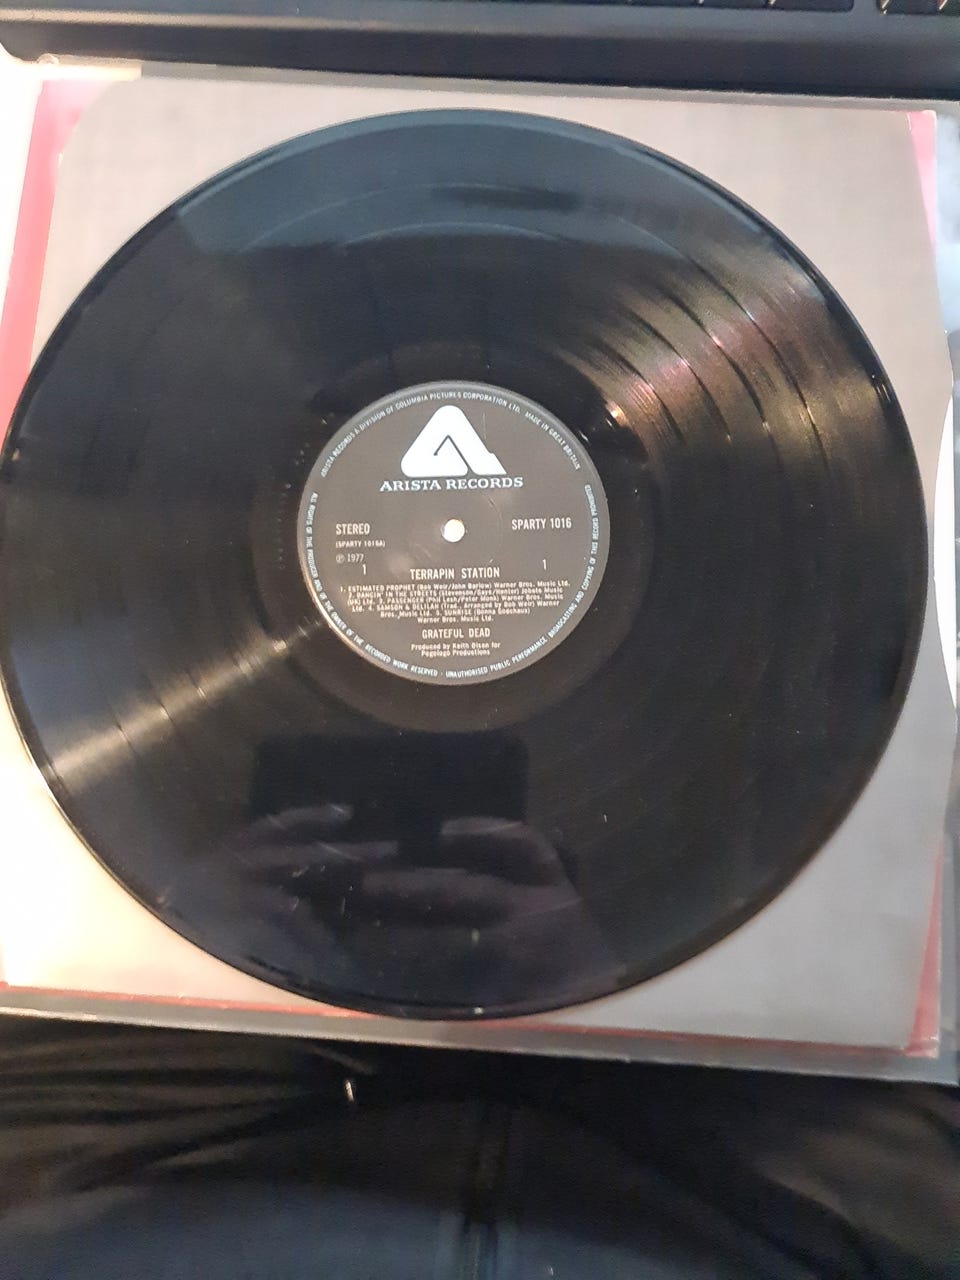 ARISTA RECORDS A DIVISION OF COLUMBIA PICTURES CORPORATION LTD. MADE IN GREAT BRITAIN
ARISTA RECORDS
STEREO
SPARTY 1016
(SPARTY 1016A)
℗ 1977
1
1
TERRAPIN STATION
1. ESTIMATED PROPHET (Bob Weir/John Barlow) Warner Bros. Music Ltd.
2. DANCIN' IN THE STREETS (Stevenson/Gaye/Hunter) Jobete Music
(UK) Ltd. 3. PASSENGER (Phil Lesh/Peter Monk) Warner Bros. Music
Ltd. 4. SAMSON & DELILAH (Trad., Arranged by Bob Weir) Warner
Bros. Music Ltd. 5. SUNRISE (Donna Godchaux)
Warner Bros. Music Ltd.
GRATEFUL DEAD
Produced by Keith Olsen for
Pogologo Productions
ALL RIGHTS OF THE PRODUCER AND OF THE OWNER OF THE RECORDED WORK RESERVED · UNAUTHORISED PUBLIC PERFORMANCE, BROADCASTING AND COPYING OF THIS RECORD PROHIBITED